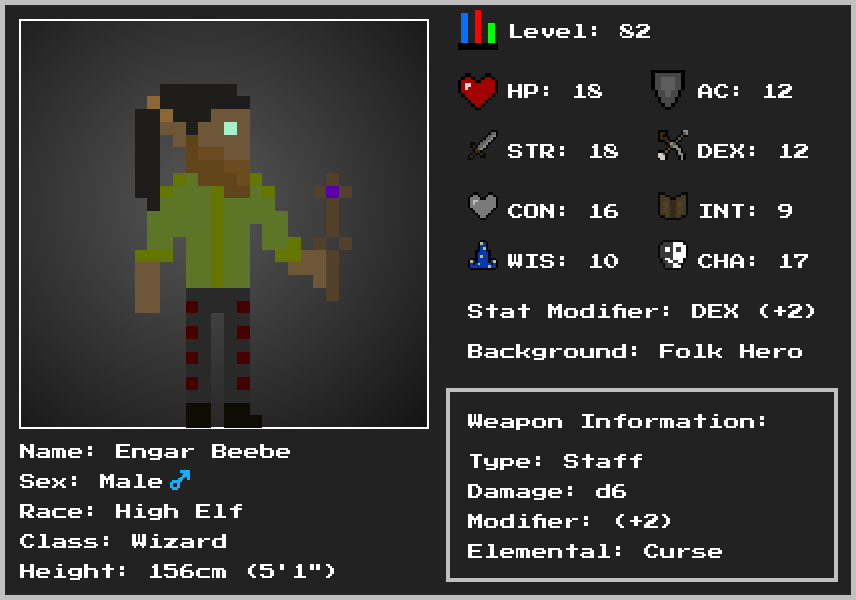 Level: 82
HP: 18 AC: 12
STR: 18 DEX: 12
CON: 16 INT: 9
WIS: 10 CHA: 17
Stat Modifier: DEX (+2)
Background: Folk Hero
Weapon Information:
Type: Staff
Damage: d6
Modifier: (+2)
Elemental: Curse
Name: Engar Beebe
Sex: Male ♂
Race: High Elf
Class: Wizard
Height: 156cm (5'1")